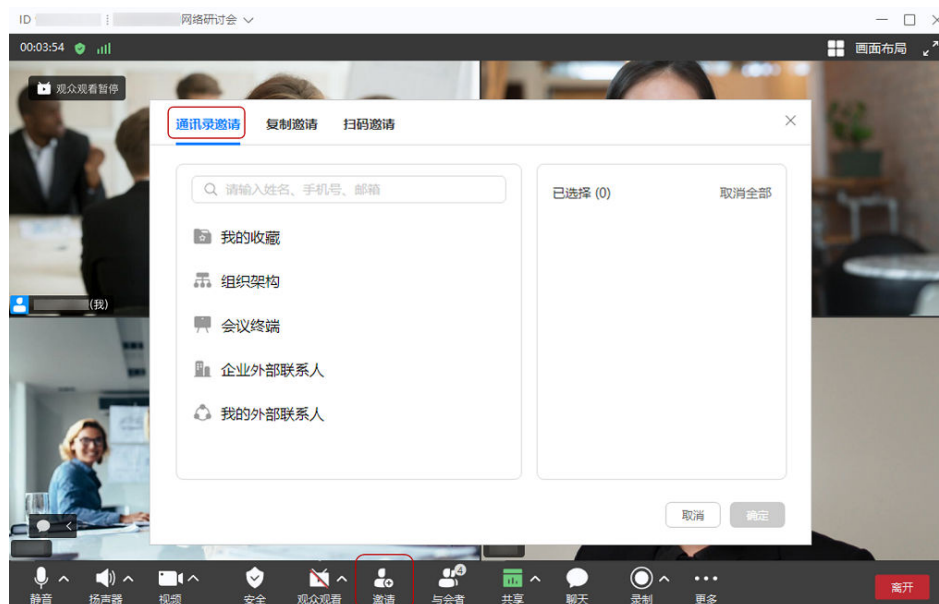 ID ⁝ 网络研讨会
00:03:54 画面布局
观众观看暂停
通讯录邀请 复制邀请 扫码邀请
请输入姓名、手机号、邮箱
已选择 (0) 取消全部
我的收藏
组织架构
(我)
会议终端
企业外部联系人
我的外部联系人
取消 确定
4
静音 扬声器 视频 安全 观众观看 邀请 与会者 共享 聊天 录制 更多 离开